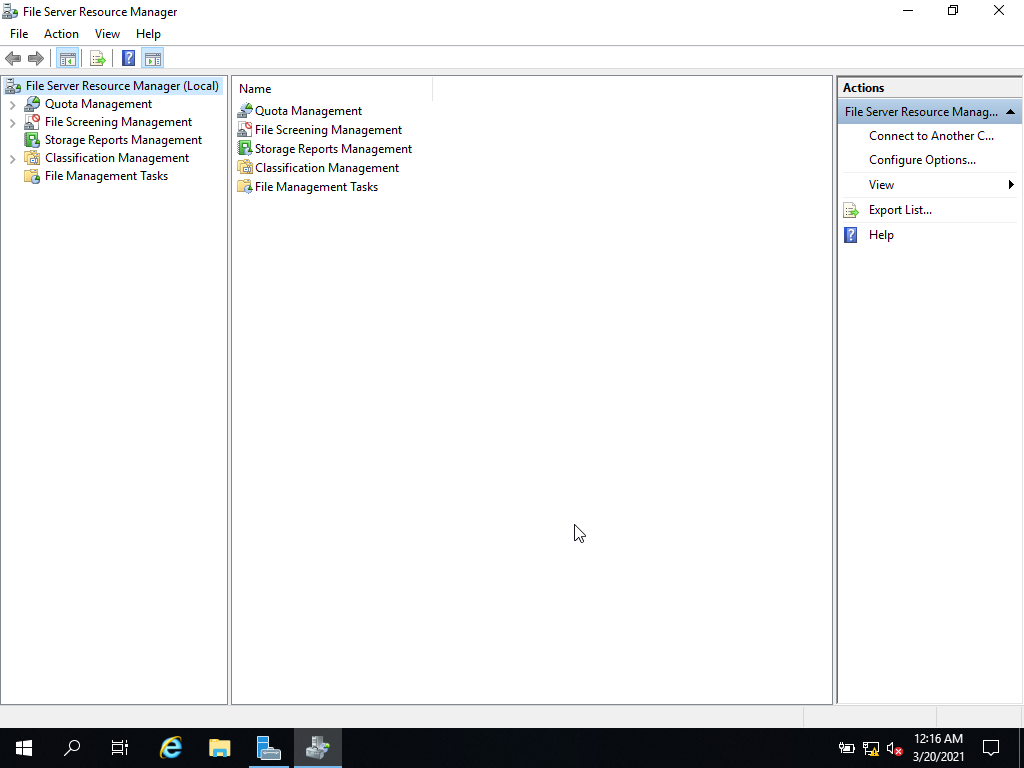 File Server Resource Manager
File Action View Help
File Server Resource Manager (Local)
Quota Management
File Screening Management
Storage Reports Management
Classification Management
File Management Tasks
Name
Quota Management
File Screening Management
Storage Reports Management
Classification Management
File Management Tasks
Actions
File Server Resource Manag...
Connect to Another C...
Configure Options...
View
Export List...
Help
12:16 AM
3/20/2021